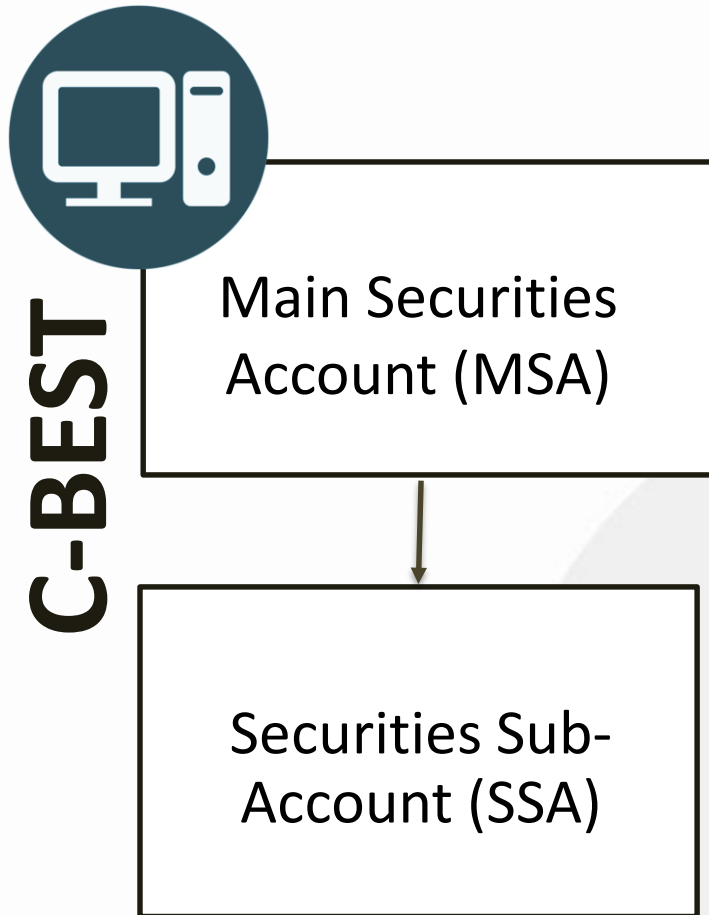 C-BEST
Main Securities
Account (MSA)
Securities Sub-
Account (SSA)